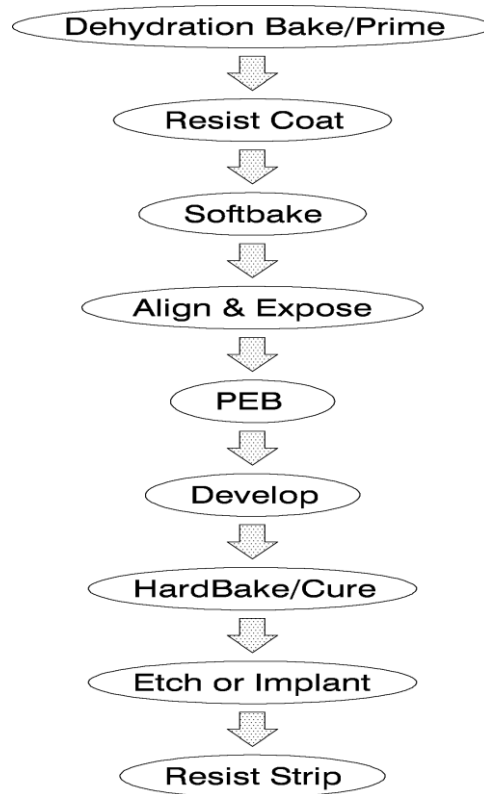 Dehydration Bake/Prime
Resist Coat
Softbake
Align & Expose
PEB
Develop
HardBake/Cure
Etch or Implant
Resist Strip